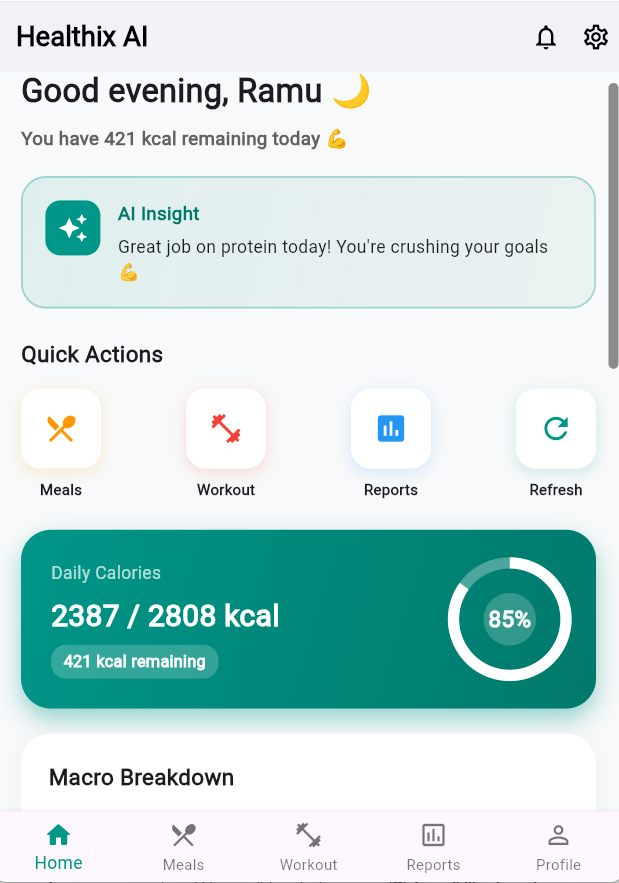 Healthix AI
Good evening, Ramu 🌙
You have 421 kcal remaining today 💪
AI Insight
Great job on protein today! You're crushing your goals
💪
Quick Actions
Meals
Workout
Reports
Refresh
Daily Calories
2387 / 2808 kcal
421 kcal remaining
85%
Macro Breakdown
Home
Meals
Workout
Reports
Profile